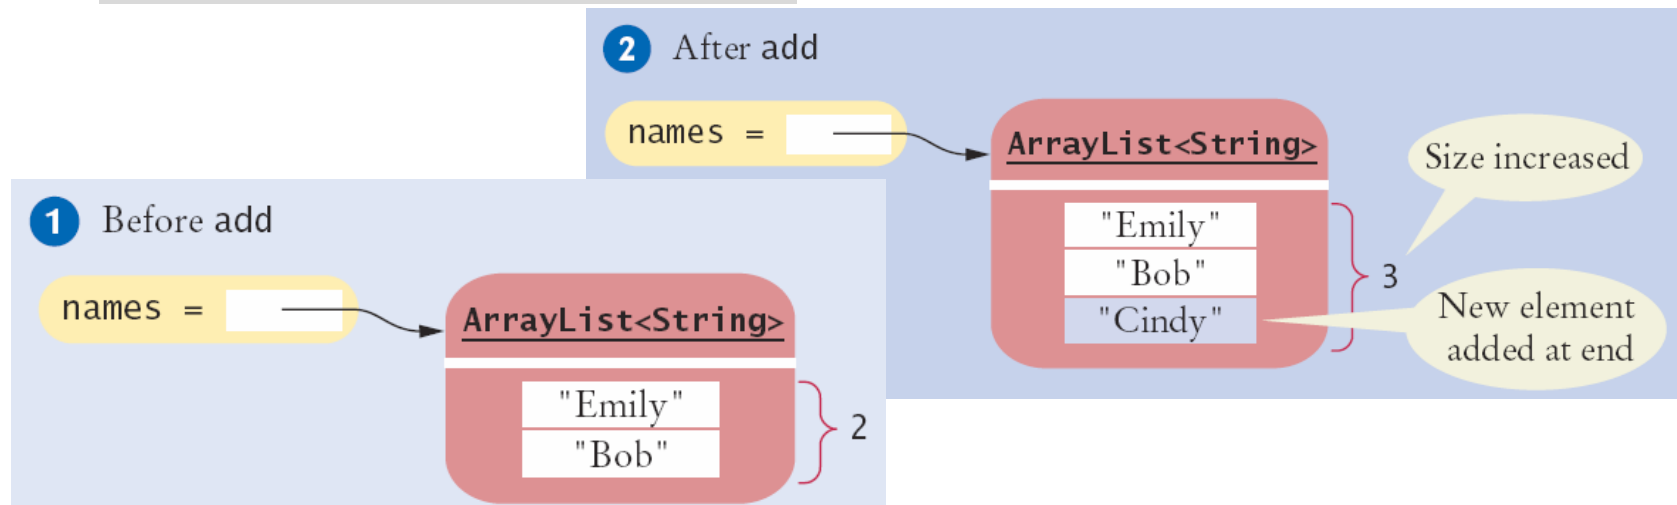 1 Before add
names =
ArrayList<String>
"Emily"
"Bob"
2
2 After add
names =
ArrayList<String>
"Emily"
"Bob"
"Cindy"
3
Size increased
New element
added at end